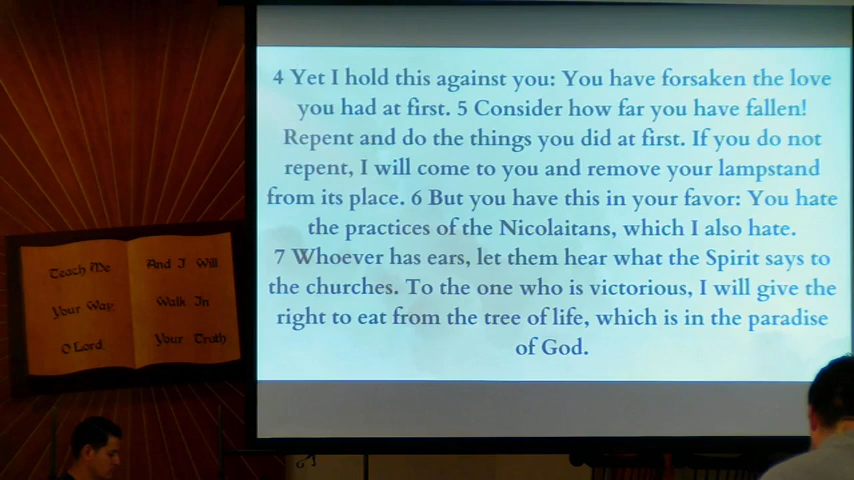 4 Yet I hold this against you: You have forsaken the love
you had at first. 5 Consider how far you have fallen!
Repent and do the things you did at first. If you do not
repent, I will come to you and remove your lampstand
from its place. 6 But you have this in your favor: You hate
the practices of the Nicolaitans, which I also hate.
7 Whoever has ears, let them hear what the Spirit says to
the churches. To the one who is victorious, I will give the
right to eat from the tree of life, which is in the paradise
of God.
Teach Me
Your Way
O Lord
And I Will
Walk In
Your Truth